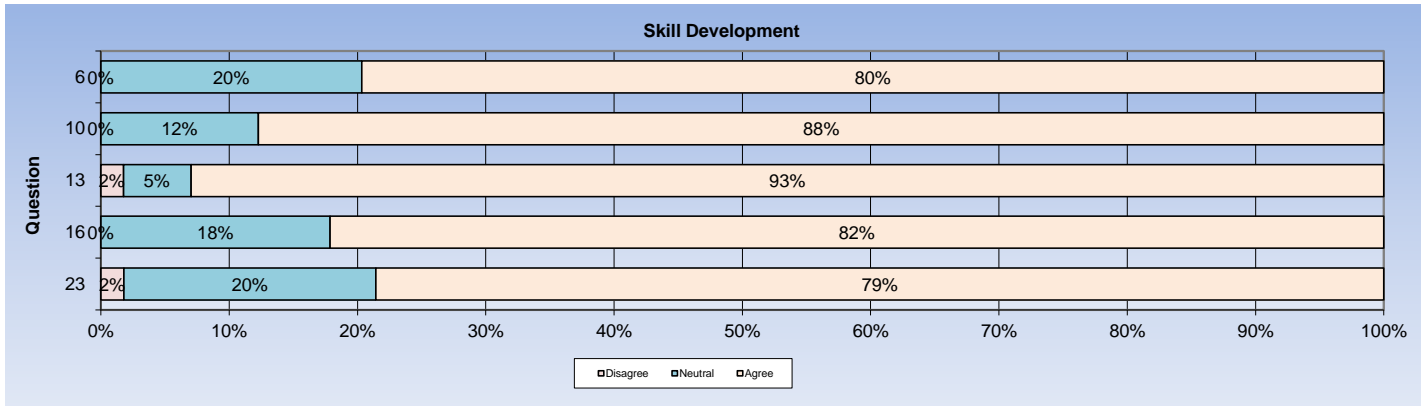 Skill Development
Question
6 0% 20% 80%
10 0% 12% 88%
13 2% 5% 93%
16 0% 18% 82%
23 2% 20% 79%
0% 10% 20% 30% 40% 50% 60% 70% 80% 90% 100%
Disagree Neutral Agree